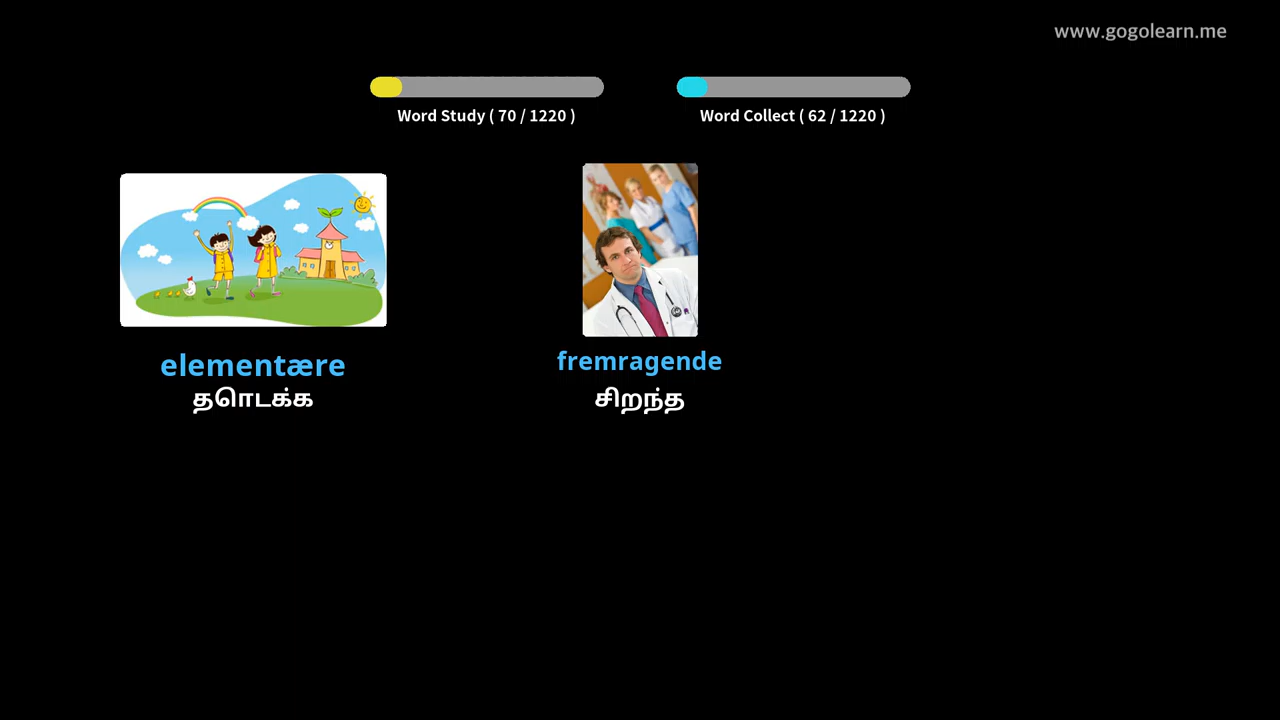 www.gogolearn.me
Word Study ( 70 / 1220 )
Word Collect ( 62 / 1220 )
elementære
தொடக்க
fremragende
சிறந்த